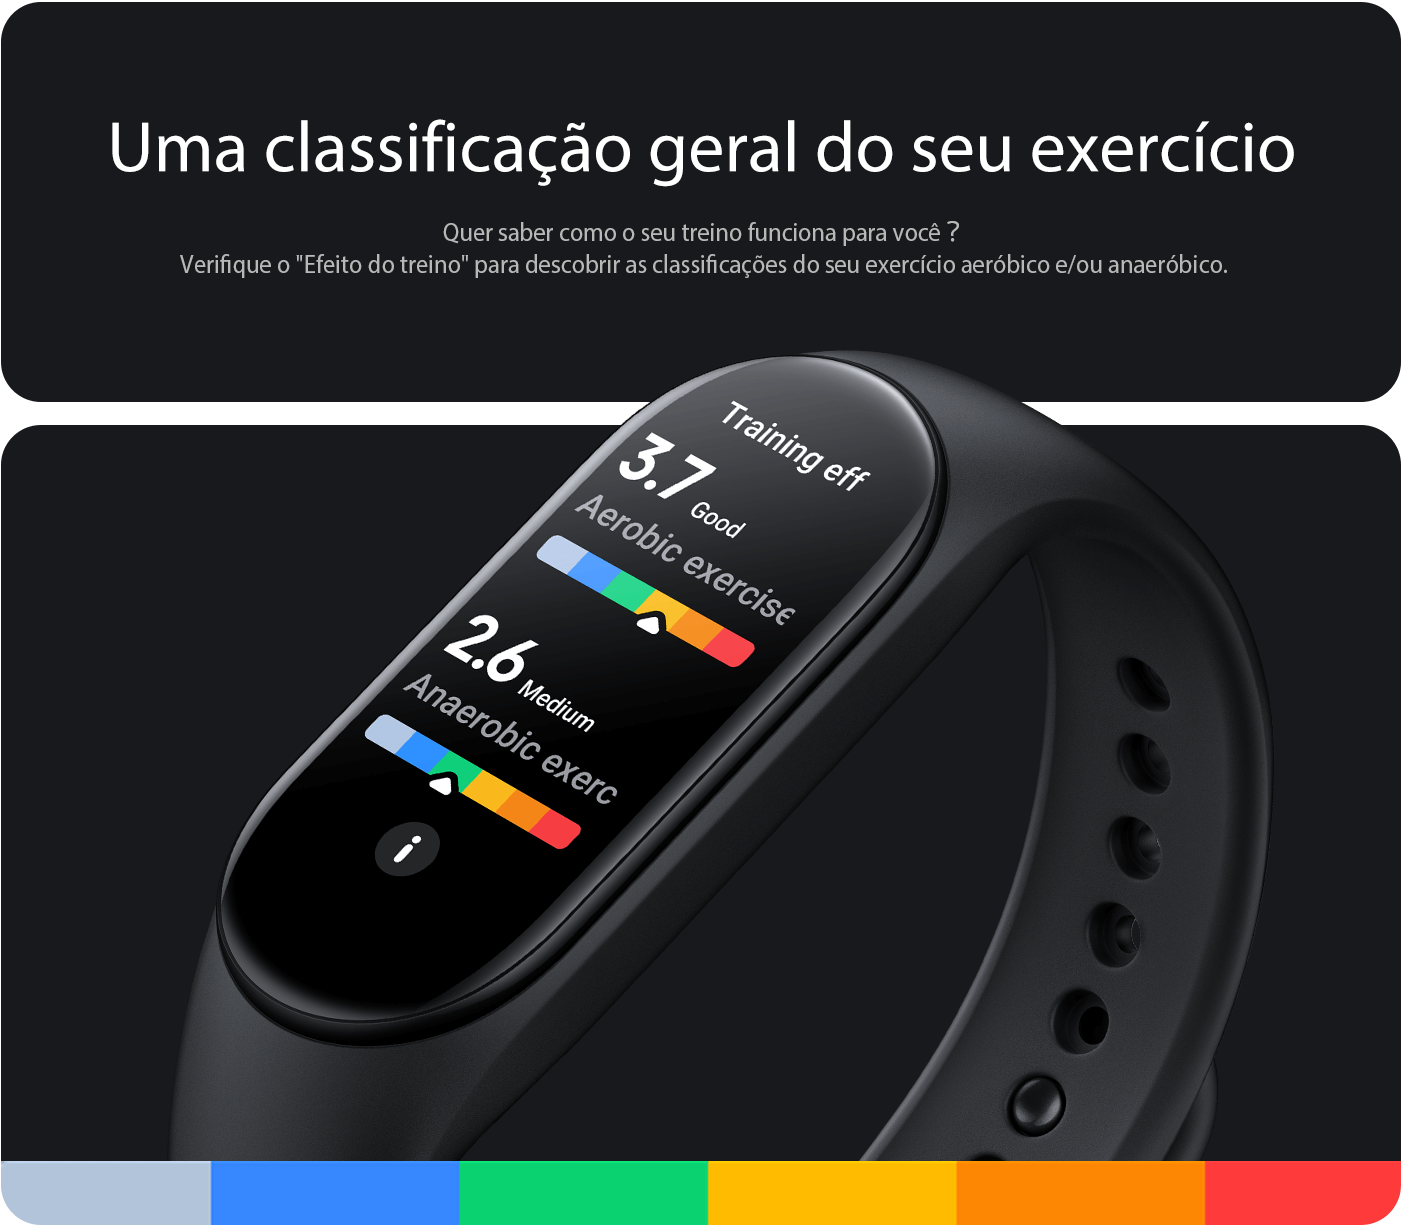 Uma classificação geral do seu exercício
Quer saber como o seu treino funciona para você ?
Verifique o "Efeito do treino" para descobrir as classificações do seu exercício aeróbico e/ou anaeróbico.
Training eff
3.7 Good
Aerobic exercise
2.6 Medium
Anaerobic exerc
i